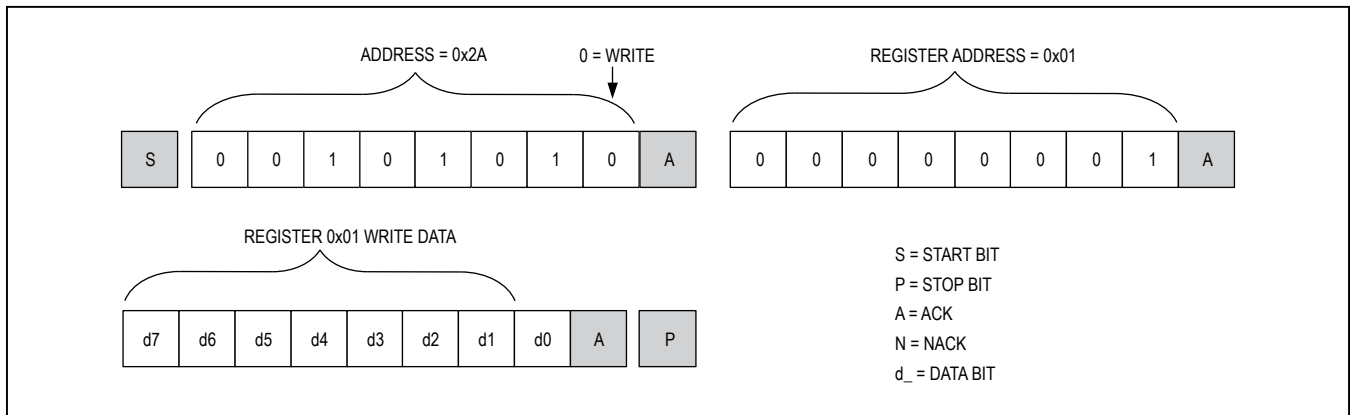 ADDRESS = 0x2A 0 = WRITE REGISTER ADDRESS = 0x01
S 0 0 1 0 1 0 1 0 A 0 0 0 0 0 0 0 1 A
REGISTER 0x01 WRITE DATA
d7 d6 d5 d4 d3 d2 d1 d0 A P
S = START BIT
P = STOP BIT
A = ACK
N = NACK
d_ = DATA BIT